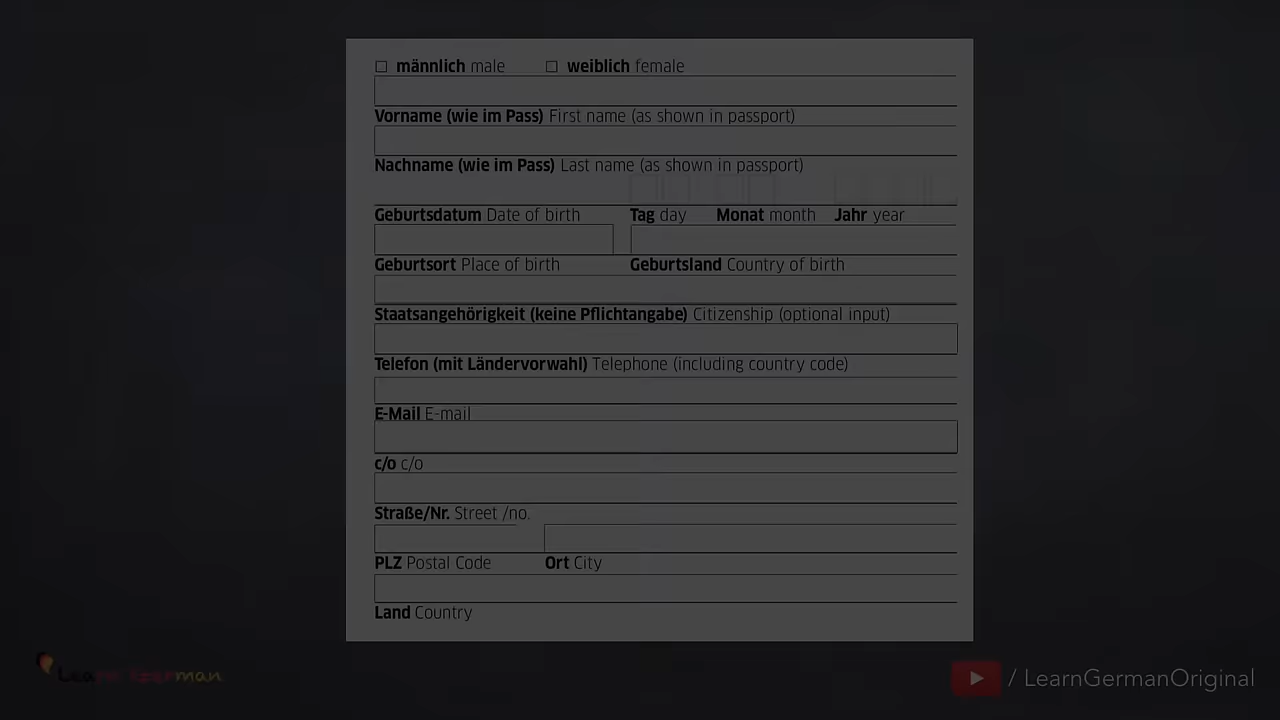 ☐ männlich male ☐ weiblich female
Vorname (wie im Pass) First name (as shown in passport)
Nachname (wie im Pass) Last name (as shown in passport)
Geburtsdatum Date of birth Tag day Monat month Jahr year
Geburtsort Place of birth Geburtsland Country of birth
Staatsangehörigkeit (keine Pflichtangabe) Citizenship (optional input)
Telefon (mit Ländervorwahl) Telephone (including country code)
E-Mail E-mail
c/o c/o
Straße/Nr. Street /no.
PLZ Postal Code Ort City
Land Country
Learn German
/ LearnGermanOriginal